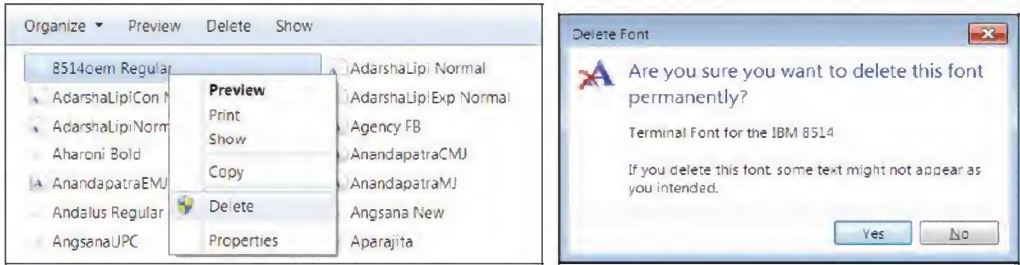 Organize Preview Delete Show
8514oem Regular
AdarshaLipi Normal
AdarshaLipiCon N
AdarshaLipiExp Normal
AdarshaLipiNorm
Agency FB
Aharoni Bold
AnandapatraCMJ
AnandapatraEMJ
AnandapatraMJ
Andalus Regular
Angsana New
AngsanaUPC
Aparajita
Preview
Print
Show
Copy
Delete
Properties
Delete Font
Are you sure you want to delete this font
permanently?
Terminal Font for the IBM 8514
If you delete this font, some text might not appear as
you intended.
Yes No